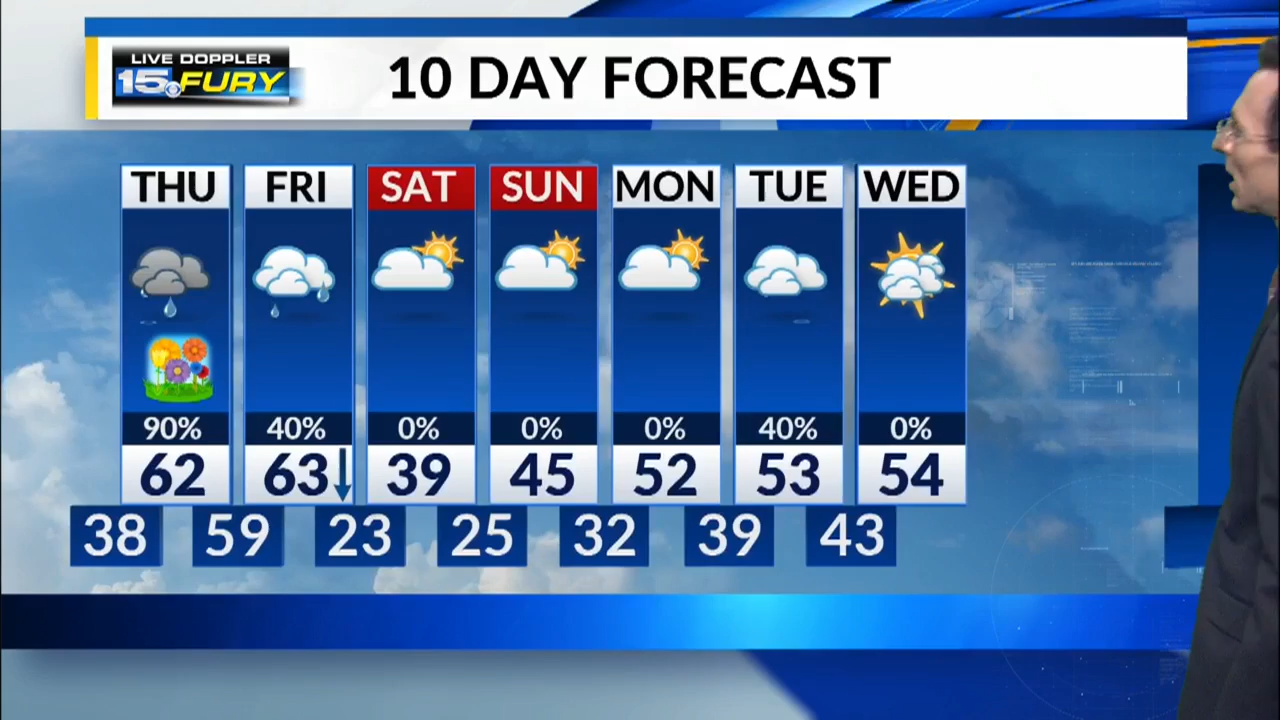 LIVE DOPPLER
15 FURY
10 DAY FORECAST
THU FRI SAT SUN MON TUE WED
90% 40% 0% 0% 0% 40% 0%
62 63 39 45 52 53 54
38 59 23 25 32 39 43